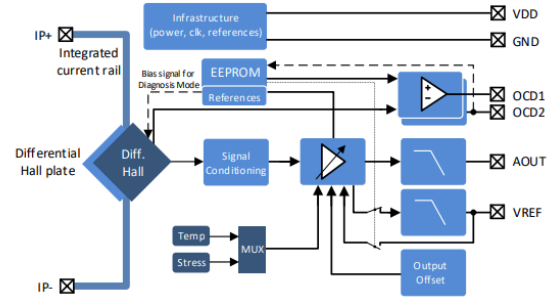 Infrastructure
(power, clk, references)
VDD
GND
IP+
Integrated
current rail
Bias signal for
Diagnosis Mode
EEPROM
References
+
-
OCD1
OCD2
Differential
Hall plate
Diff.
Hall
Signal
Conditioning
AOUT
VREF
Temp
Stress
MUX
Output
Offset
IP-